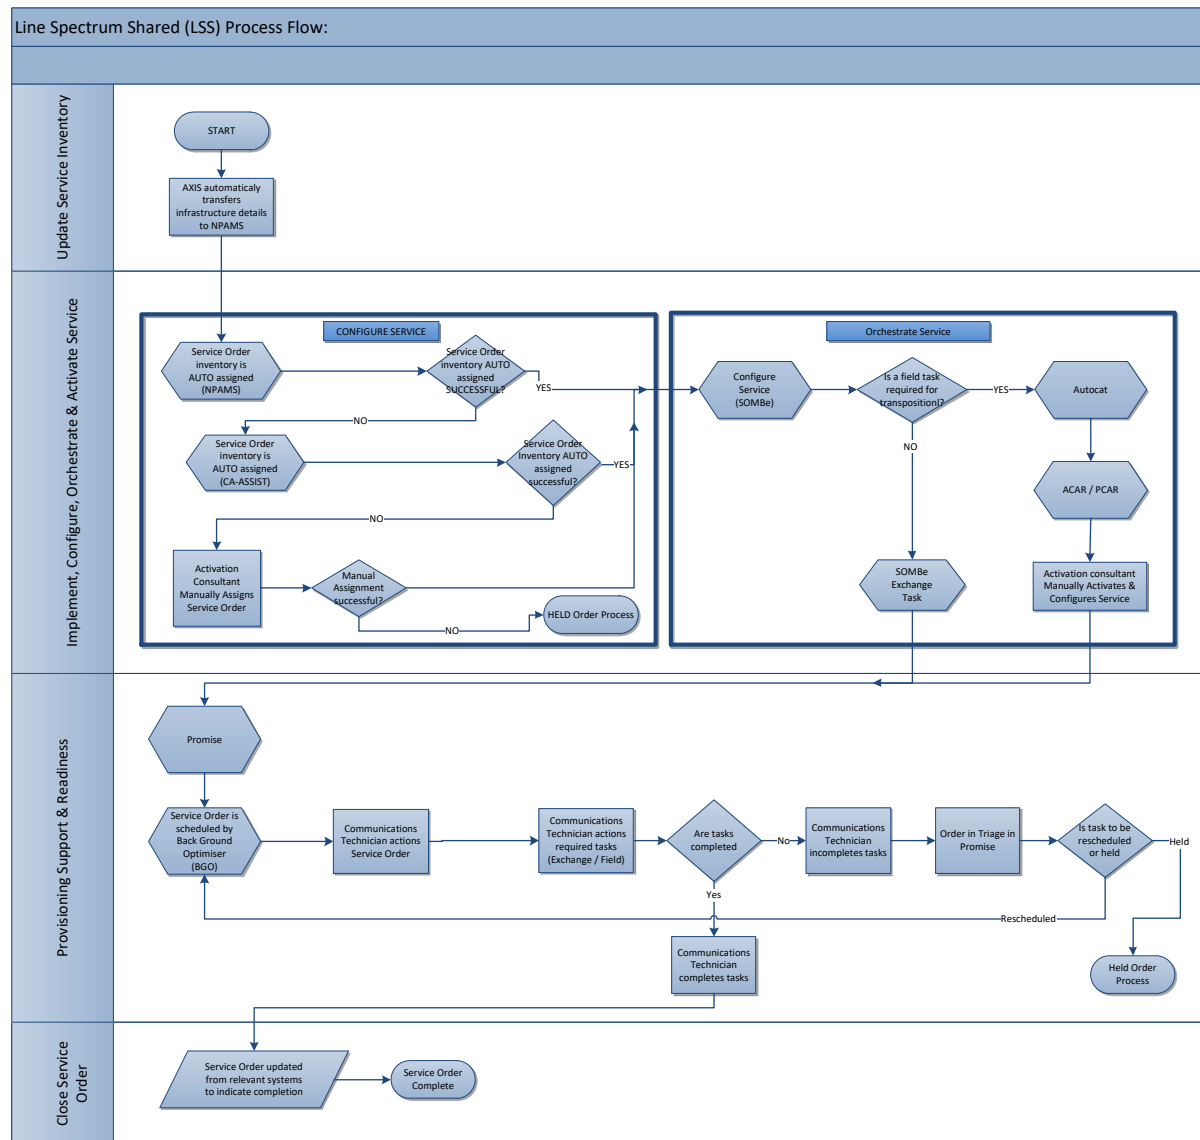 Line Spectrum Shared (LSS) Process Flow:
Update Service Inventory
START
AXIS automaticaly
transfers
infrastructure details
to NPAMS
Implement, Configure, Orchestrate & Activate Service
CONFIGURE SERVICE
Service Order
inventory is
AUTO assigned
(NPAMS)
Service Order
inventory AUTO
assigned
SUCCESSFUL?
YES
NO
Service Order
inventory is
AUTO assigned
(CA-ASSIST)
Service Order
Inventory AUTO
assigned
successful?
YES
NO
Activation
Consultant
Manually Assigns
Service Order
Manual
Assignment
successful?
NO
HELD Order Process
Orchestrate Service
Configure
Service
(SOMBe)
Is a field task
required for
transposition!?
YES
Autocat
NO
ACAR / PCAR
SOMBe
Exchange
Task
Activation consultant
Manually Activates &
Configures Service
Provisioning Support & Readiness
Promise
Service Order is
scheduled by
Back Ground
Optimiser
(BGO)
Communications
Technician actions
Service Order
Communications
Technician actions
required tasks
(Exchange / Field)
Are tasks
completed
No
Communications
Technician
incompletes tasks
Order in Triage in
Promise
Is task to be
rescheduled
or held
Held
Yes
Rescheduled
Communications
Technician
completes tasks
Held Order
Process
Close Service
Order
Service Order updated
from relevant systems
to indicate completion
Service Order
Complete